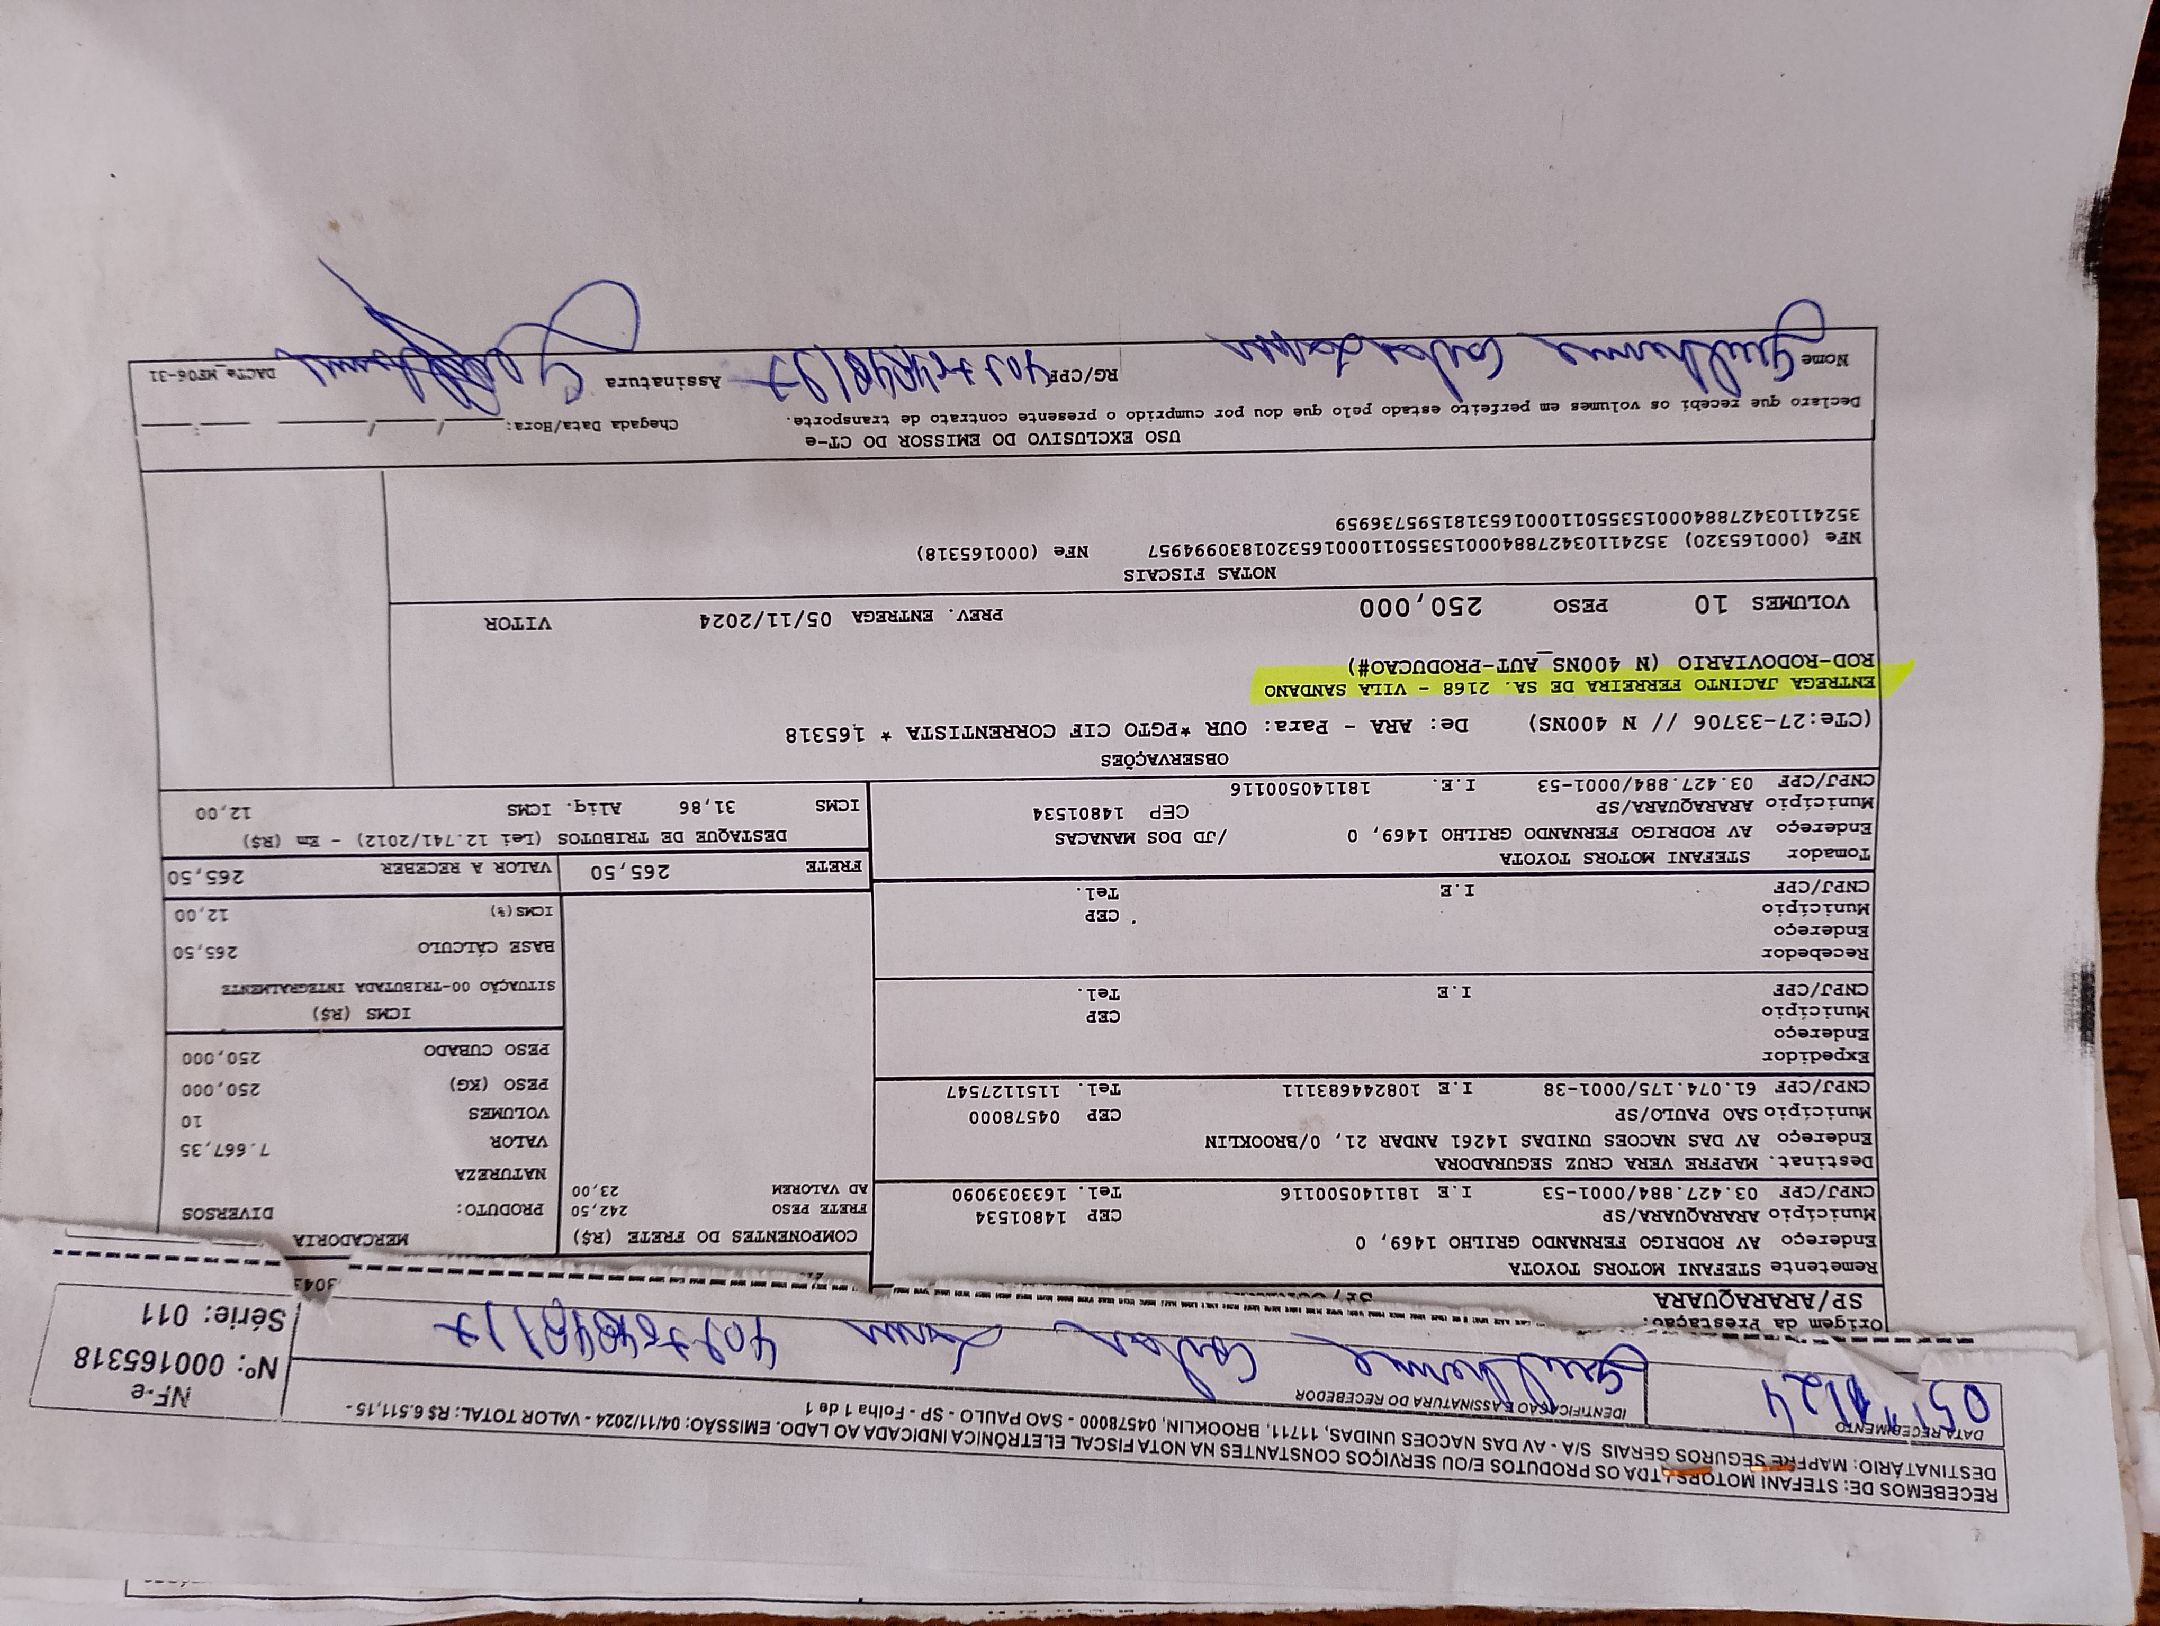 RECEBEMOS DE: STEFANI MOTORS LTDA OS PRODUTOS E/OU SERVIÇOS CONSTANTES NA NOTA FISCAL ELETRÔNICA INDICADA AO LADO. EMISSÃO: 04/11/2024 - VALOR TOTAL: R$ 6.511,15 -
DESTINATÁRIO: MAPFRE SEGUROS GERAIS S/A - AV DAS NACOES UNIDAS, 11711, BROOKLIN, 04578000 - SAO PAULO - SP - Folha 1 de 1
NF-e
Nº: 000165318
Série: 011
DATA RECEBIMENTO
05/11/24
IDENTIFICAÇÃO E ASSINATURA DO RECEBEDOR
Guilherme Carlos
Origem da Prestação:
SP/ARARAQUARA
Remetente STEFANI MOTORS TOYOTA
Endereço AV RODRIGO FERNANDO GRILHO 1469, 0
Município ARARAQUARA/SP CEP 14801534
CNPJ/CPF 03.427.884/0001-53 I.E 181140500116 Tel. 1633039090
Destinat. MAPFRE VERA CRUZ SEGURADORA
Endereço AV DAS NACOES UNIDAS 14261 ANDAR 21, 0/BROOKLIN
Município SAO PAULO/SP CEP 04578000
CNPJ/CPF 61.074.175/0001-38 I.E 108244683111 Tel. 1151127547
Expedidor
Endereço
Município CEP
CNPJ/CPF I.E Tel.
Recebedor
Endereço
Município CEP
CNPJ/CPF I.E Tel.
Tomador STEFANI MOTORS TOYOTA
Endereço AV RODRIGO FERNANDO GRILHO 1469, 0 /JD DOS MANACAS
Município ARARAQUARA/SP CEP 14801534
CNPJ/CPF 03.427.884/0001-53 I.E. 181140500116
COMPONENTES DO FRETE (R$)
FRETE PESO 242,50
AD VALOREM 23,00
MERCADORIA
PRODUTO: DIVERSOS
NATUREZA
VALOR 7.667,35
VOLUMES 10
PESO (KG) 250,000
PESO CUBADO 250,000
ICMS (R$)
SITUAÇÃO 00-TRIBUTADA INTEGRALMENTE
BASE CÁLCULO 265,50
ICMS(%) 12,00
FRETE 265,50 VALOR A RECEBER 265,50
DESTAQUE DE TRIBUTOS (Lei 12.741/2012) - Em (R$)
ICMS 31,86 Aliq. ICMS 12,00
OBSERVAÇÕES
(CTe:27-33706 // N 400NS) De: ARA - Para: OUR *PGTO CIF CORRENTISTA * 165318
ENTREGA JACINTO FERREIRA DE SA. 2168 - VILA SANDANO
ROD-RODOVIARIO (N 400NS_AUT-PRODUCAO#)
VOLUMES 10 PESO 250,000 PREV. ENTREGA 05/11/2024 VITOR
NOTAS FISCAIS
NFe (000165320) 35241103427884000153550110001653201830994957 NFe (000165318)
35241103427884000153550110001653181595736959
USO EXCLUSIVO DO EMISSOR DO CT-e
Declaro que recebi os volumes em perfeito estado pelo que dou por cumprido o presente contrato de transporte. Chegada Data/Hora: ___/___/___ __:__
Nome Guilherme Carlos RG/CPF Assinatura DACTe_MF06-31